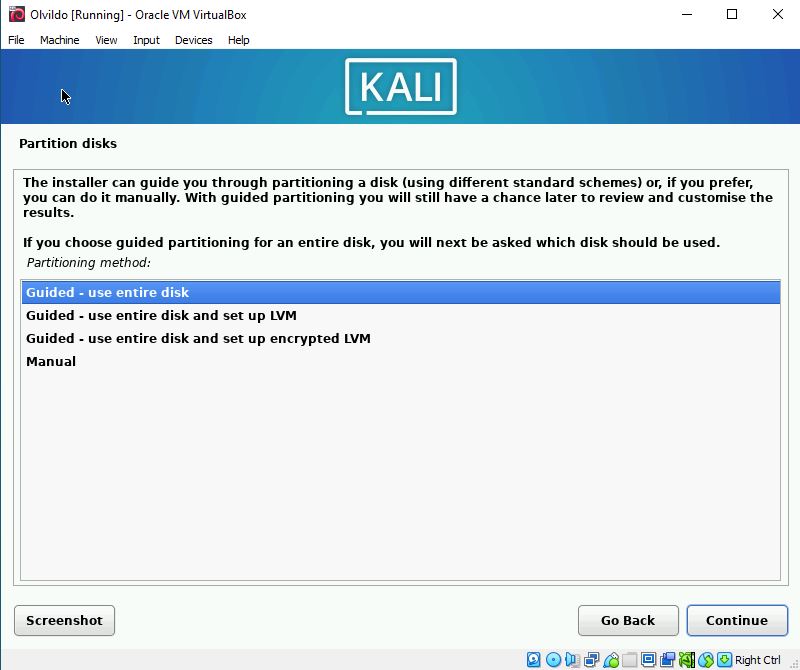 Olvildo [Running] - Oracle VM VirtualBox
File Machine View Input Devices Help
KALI
Partition disks
The installer can guide you through partitioning a disk (using different standard schemes) or, if you prefer,
you can do it manually. With guided partitioning you will still have a chance later to review and customise the
results.
If you choose guided partitioning for an entire disk, you will next be asked which disk should be used.
Partitioning method:
Guided - use entire disk
Guided - use entire disk and set up LVM
Guided - use entire disk and set up encrypted LVM
Manual
Screenshot Go Back Continue
Right Ctrl